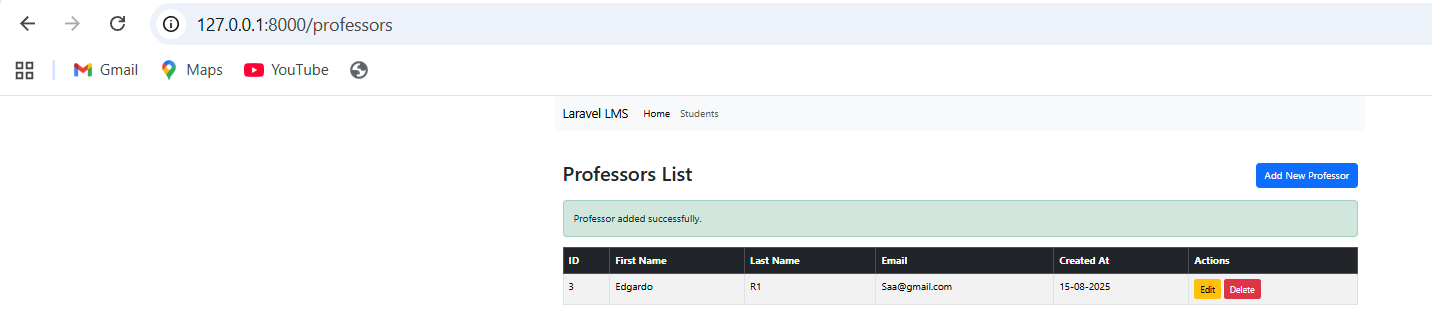 127.0.0.1:8000/professors
Gmail Maps YouTube
Laravel LMS Home Students
Professors List Add New Professor
Professor added successfully.
ID First Name Last Name Email Created At Actions
3 Edgardo R1 Saa@gmail.com 15-08-2025 Edit Delete